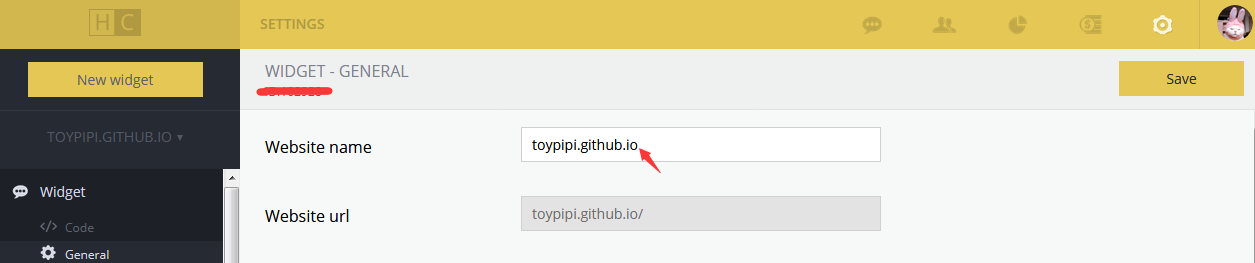 HC
SETTINGS
New widget
WIDGET - GENERAL
Save
TOYPIPI.GITHUB.IO ▾
Website name
toypipi.github.io
Widget
Website url
toypipi.github.io/
</> Code
General